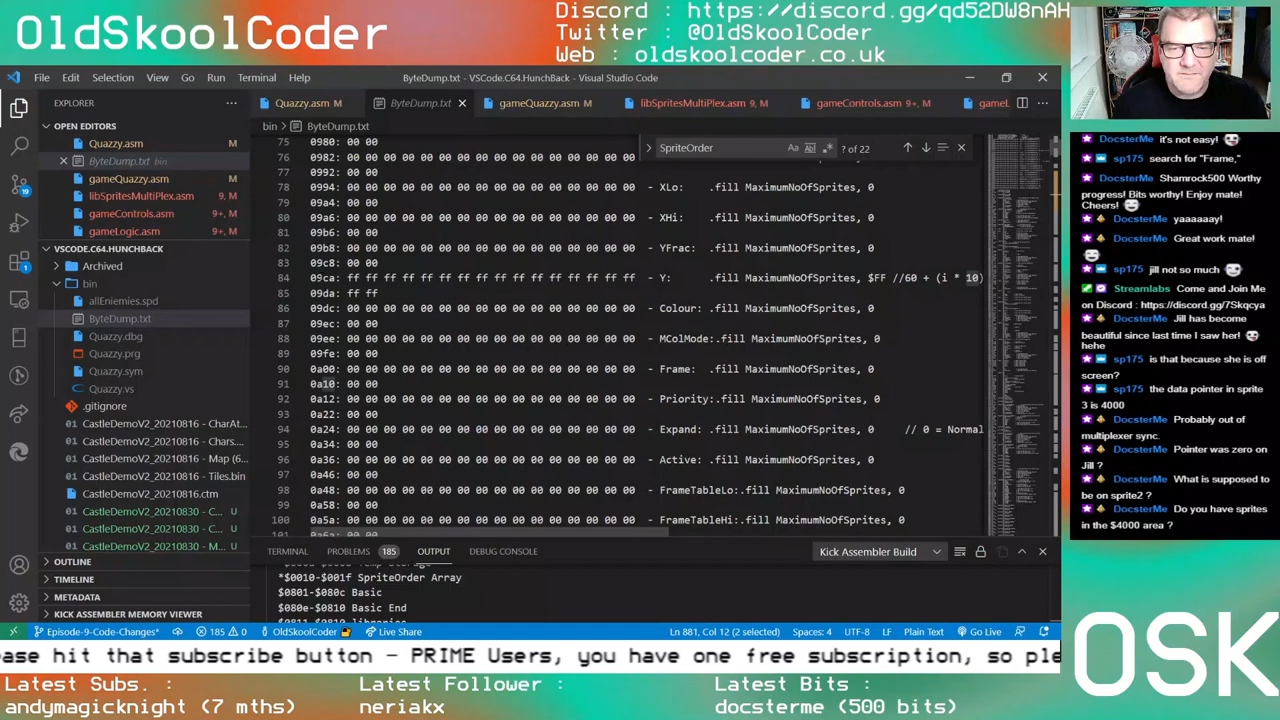 OldSkoolCoder
Discord : https://discord.gg/qd52DW8nAH
Twitter : @OldSkoolCoder
Web : oldskoolcoder.co.uk
File Edit Selection View Go Run Terminal Help
ByteDump.txt - VSCode.C64.HunchBack - Visual Studio Code
EXPLORER
Quazzy.asm M
ByteDump.txt
gameQuazzy.asm M
libSpritesMultiPlex.asm 9, M
gameControls.asm 9+, M
bin > ByteDump.txt
SpriteOrder
Aa
? of 22
OPEN EDITORS
Quazzy.asm M
ByteDump.txt bin
gameQuazzy.asm M
libSpritesMultiPlex.asm 9, M
gameControls.asm 9+, M
gameLogic.asm 9+, M
VSCODE.C64.HUNCHBACK
Archived
bin
allEniemies.spd
ByteDump.txt
Quazzy.dbg
Quazzy.prg
Quazzy.sym
Quazzy.vs
.gitignore
CastleDemoV2_20210816 - CharAt...
CastleDemoV2_20210816 - Chars....
CastleDemoV2_20210816 - Map (6...
CastleDemoV2_20210816 - Tiles.bin
CastleDemoV2_20210816.ctm
CastleDemoV2_20210830 - C... U
CastleDemoV2_20210830 - C... U
CastleDemoV2_20210830 - M... U
OUTLINE
TIMELINE
METADATA
KICK ASSEMBLER MEMORY VIEWER
75 0980: 00 00
76 0982: 00 00 00 00 00 00 00 00 00 00 00 00 00 00 00 00
77 0992: 00 00
78 0994: 00 00 00 00 00 00 00 00 00 00 00 00 00 00 00 00 - XLo: .fill MaximumNoOfSprites, 0
79 09a4: 00 00
80 09a6: 00 00 00 00 00 00 00 00 00 00 00 00 00 00 00 00 - XHi: .fill MaximumNoOfSprites, 0
81 09b6: 00 00
82 09b8: 00 00 00 00 00 00 00 00 00 00 00 00 00 00 00 00 - YFrac: .fill MaximumNoOfSprites, 0
83 09c8: 00 00
84 09ca: ff ff ff ff ff ff ff ff ff ff ff ff ff ff ff ff - Y: .fill MaximumNoOfSprites, $FF //60 + (i * 10)
85 09da: ff ff
86 09dc: 00 00 00 00 00 00 00 00 00 00 00 00 00 00 00 00 - Colour: .fill MaximumNoOfSprites, 0
87 09ec: 00 00
88 09ee: 00 00 00 00 00 00 00 00 00 00 00 00 00 00 00 00 - MColMode:.fill MaximumNoOfSprites, 0
89 09fe: 00 00
90 0a00: 00 00 00 00 00 00 00 00 00 00 00 00 00 00 00 00 - Frame: .fill MaximumNoOfSprites, 0
91 0a10: 00 00
92 0a12: 00 00 00 00 00 00 00 00 00 00 00 00 00 00 00 00 - Priority:.fill MaximumNoOfSprites, 0
93 0a22: 00 00
94 0a24: 00 00 00 00 00 00 00 00 00 00 00 00 00 00 00 00 - Expand: .fill MaximumNoOfSprites, 0 // 0 = Normal
95 0a34: 00 00
96 0a36: 00 00 00 00 00 00 00 00 00 00 00 00 00 00 00 00 - Active: .fill MaximumNoOfSprites, 0
97 0a46: 00 00
98 0a48: 00 00 00 00 00 00 00 00 00 00 00 00 00 00 00 00 - FrameTableLo:.fill MaximumNoOfSprites, 0
99 0a58: 00 00
100 0a5a: 00 00 00 00 00 00 00 00 00 00 00 00 00 00 00 00 - FrameTableHi:.fill MaximumNoOfSprites, 0
101 0a6a: 00 00
TERMINAL PROBLEMS 185 OUTPUT DEBUG CONSOLE
Kick Assembler Build
*$0010-$001f SpriteOrder Array
$0801-$080c Basic
$080e-$0810 Basic End
$0811-$0810 libraries
Episode-9-Code-Changes* 185 0 OldSkoolCoder Live Share
Ln 881, Col 12 (2 selected) Spaces: 4 UTF-8 LF Plain Text Go Live
DocsterMe it's not easy!
sp175 search for "Frame,"
DocsterMe Shamrock500 Worthy
progress! Bits worthy! Enjoy mate!
Cheers!
DocsterMe yaaaaaay!
DocsterMe Great work mate!
sp175 jill not so much
Streamlabs Come and Join Me
on Discord : https://discord.gg/7Skqcya
DocsterMe Jill has become
beautiful since last time I saw her!
hehe
sp175 is that because she is off
screen?
sp175 the data pointer in sprite
3 is 4000
DocsterMe Probably out of
multiplexer sync.
DocsterMe Pointer was zero on
Jill ?
DocsterMe What is supposed to
be on sprite2 ?
DocsterMe Do you have sprites
in the $4000 area ?
OSK
ease hit that subscribe button - PRIME Users, you have one free subscription, so ple
Latest Subs. :
andymagicknight (7 mths)
Latest Follower :
neriakx
Latest Bits :
docsterme (500 bits)